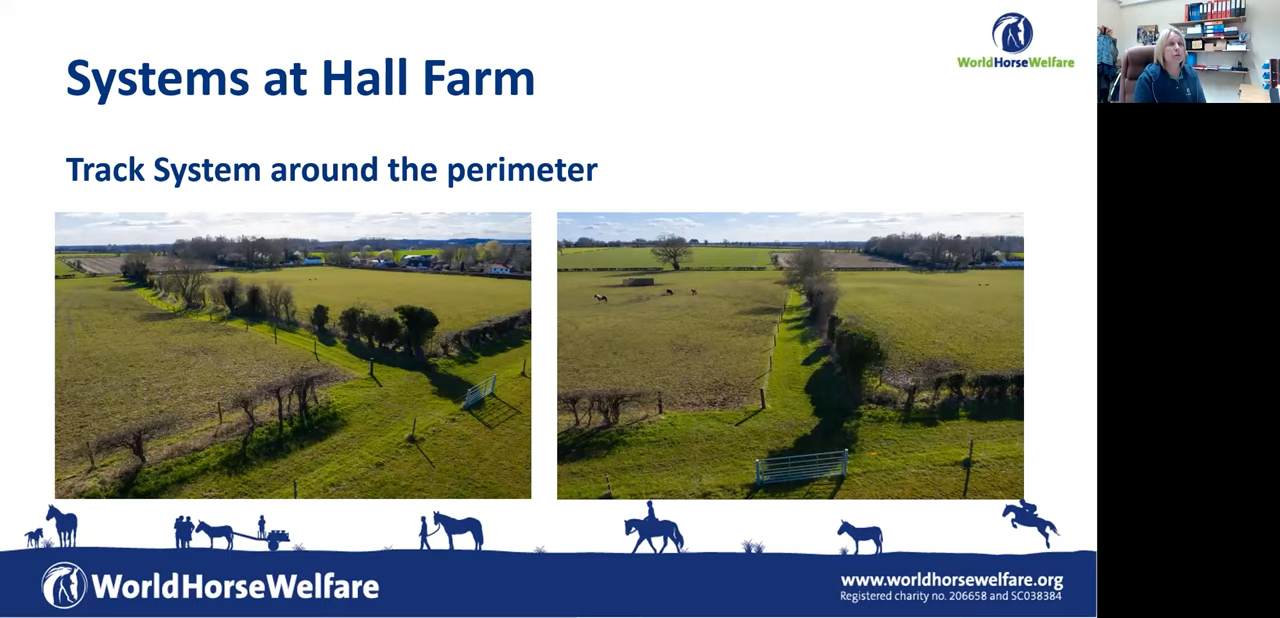 Systems at Hall Farm
WorldHorseWelfare
Track System around the perimeter
WorldHorseWelfare
www.worldhorsewelfare.org
Registered charity no. 206658 and SC038384